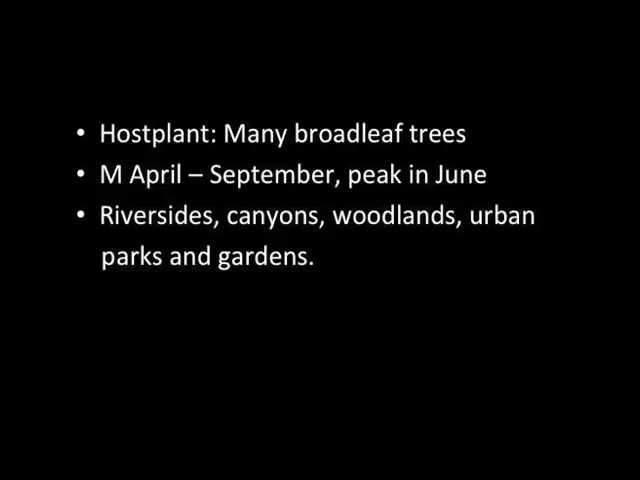 • Hostplant: Many broadleaf trees
• M April – September, peak in June
• Riversides, canyons, woodlands, urban
parks and gardens.